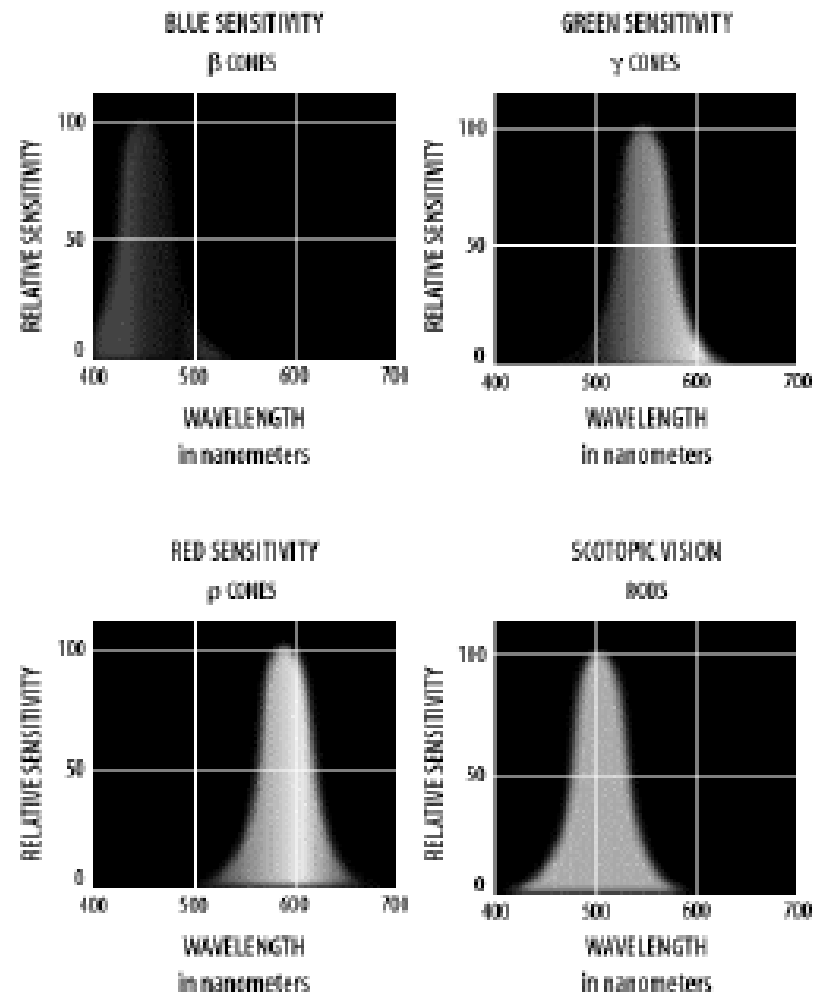 BLUE SENSITIVITY
β CONES
RELATIVE SENSITIVITY
100
50
0
400 500 600 700
WAVELENGTH
in nanometers
GREEN SENSITIVITY
γ CONES
RELATIVE SENSITIVITY
100
50
0
400 500 600 700
WAVELENGTH
in nanometers
RED SENSITIVITY
ρ CONES
RELATIVE SENSITIVITY
100
50
0
400 500 600 700
WAVELENGTH
in nanometers
SCOTOPIC VISION
RODS
RELATIVE SENSITIVITY
100
50
0
400 500 600 700
WAVELENGTH
in nanometers